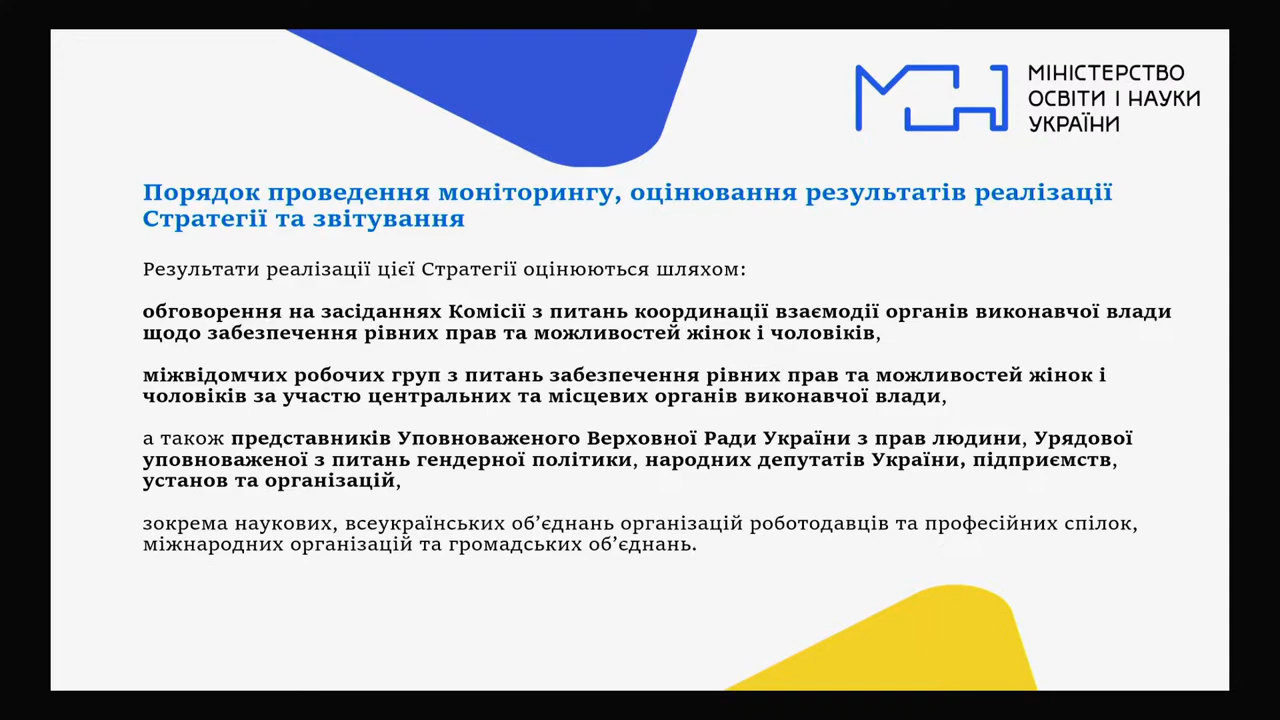 МІНІСТЕРСТВО
ОСВІТИ І НАУКИ
УКРАЇНИ
Порядок проведення моніторингу, оцінювання результатів реалізації
Стратегії та звітування
Результати реалізації цієї Стратегії оцінюються шляхом:
обговорення на засіданнях Комісії з питань координації взаємодії органів виконавчої влади
щодо забезпечення рівних прав та можливостей жінок і чоловіків,
міжвідомчих робочих груп з питань забезпечення рівних прав та можливостей жінок і
чоловіків за участю центральних та місцевих органів виконавчої влади,
а також представників Уповноваженого Верховної Ради України з прав людини, Урядової
уповноваженої з питань гендерної політики, народних депутатів України, підприємств,
установ та організацій,
зокрема наукових, всеукраїнських об’єднань організацій роботодавців та професійних спілок,
міжнародних організацій та громадських об’єднань.